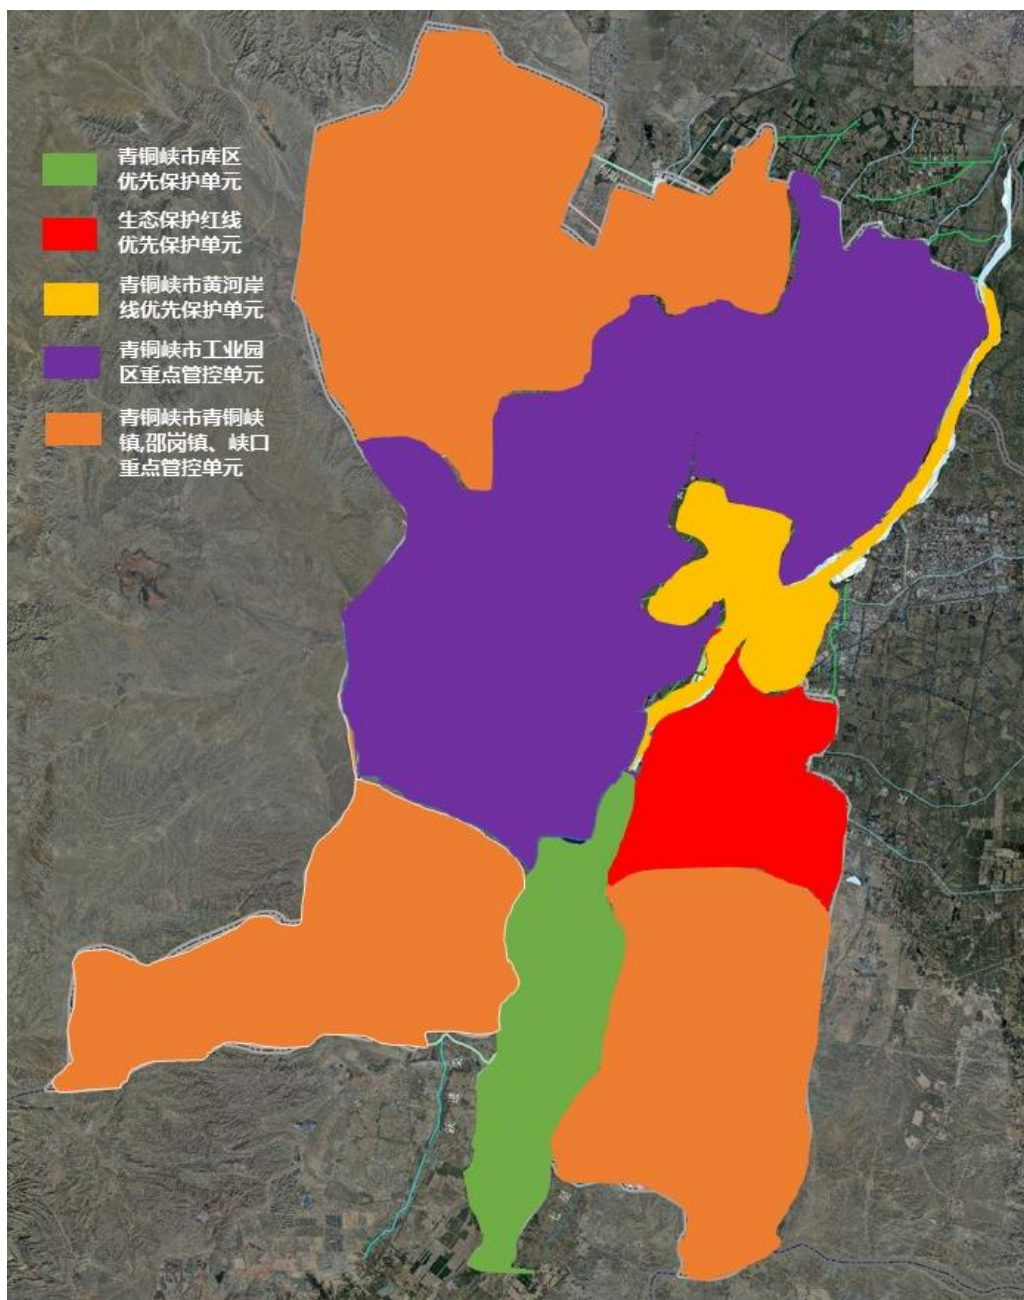 青铜峡市库区
优先保护单元
生态保护红线
优先保护单元
青铜峡市黄河岸
线优先保护单元
青铜峡市工业园
区重点管控单元
青铜峡市青铜峡
镇,邵岗镇、峡口
重点管控单元